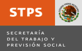 STPS
SECRETARÍA
DEL TRABAJO Y
PREVISIÓN SOCIAL